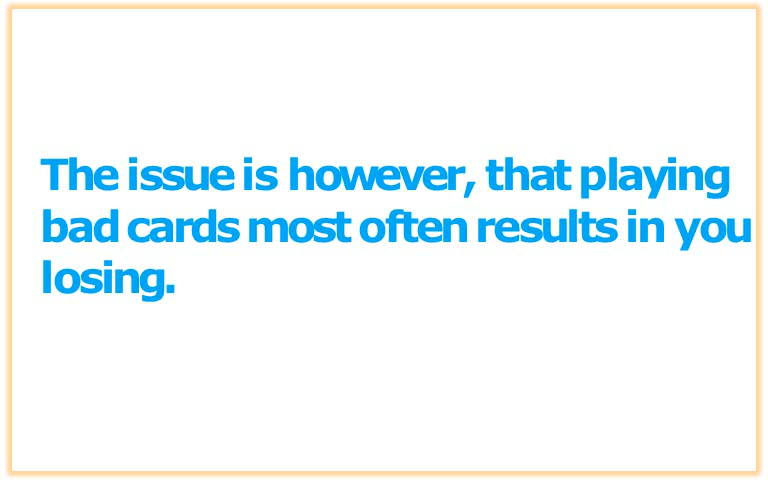 The issue is however, that playing
bad cards most often results in you
losing.